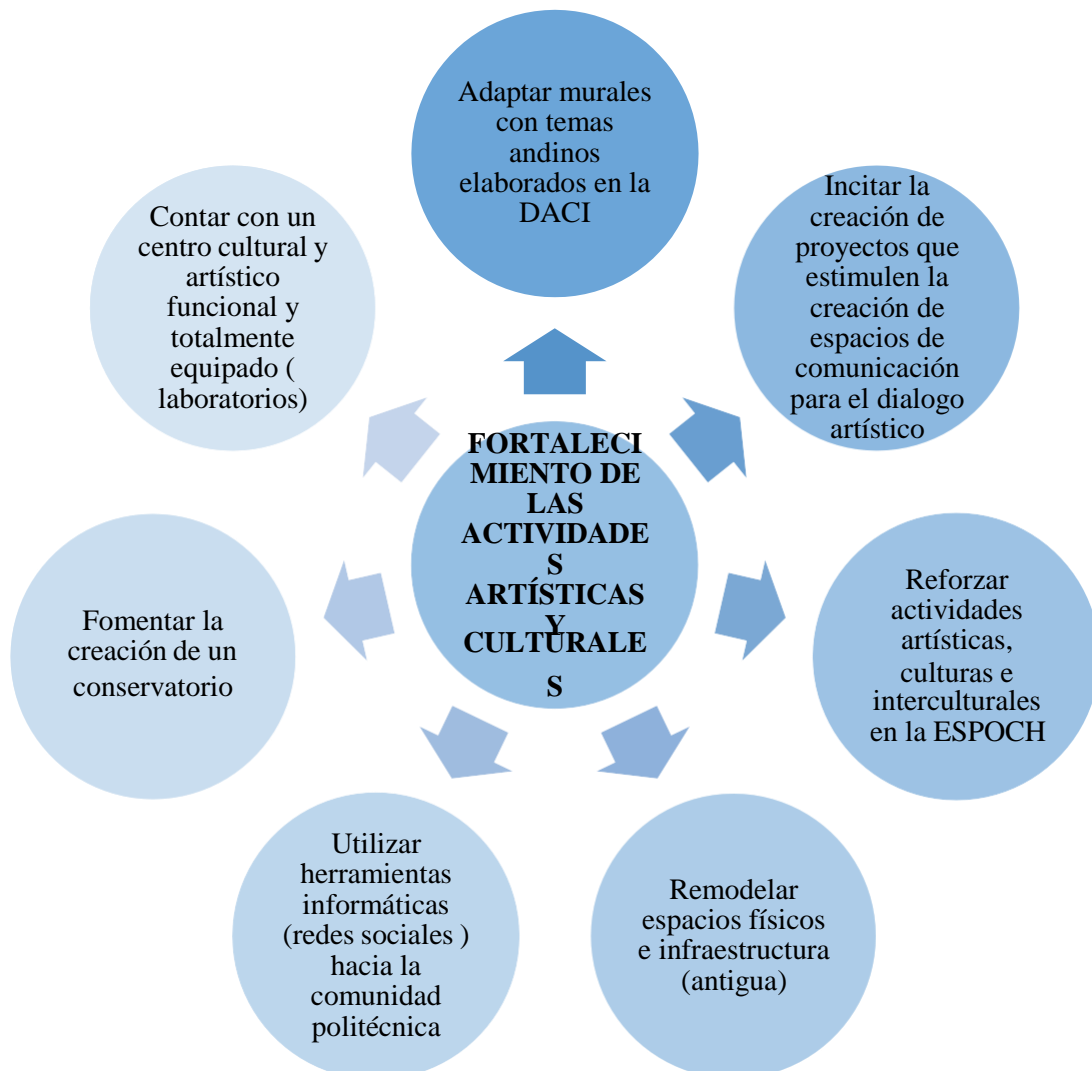 Adaptar murales
con temas
andinos
elaborados en la
DACI
Incitar la
creación de
proyectos que
estimulen la
creación de
espacios de
comunicación
para el dialogo
artístico
Reforzar
actividades
artísticas,
culturas e
interculturales
en la ESPOCH
Remodelar
espacios físicos
e infraestructura
(antigua)
Utilizar
herramientas
informáticas
(redes sociales )
hacia la
comunidad
politécnica
Fomentar la
creación de un
conservatorio
Contar con un
centro cultural y
artístico
funcional y
totalmente
equipado (
laboratorios)
FORTALECI
MIENTO DE
LAS
ACTIVIDADE
S
ARTÍSTICAS
Y
CULTURALE
S